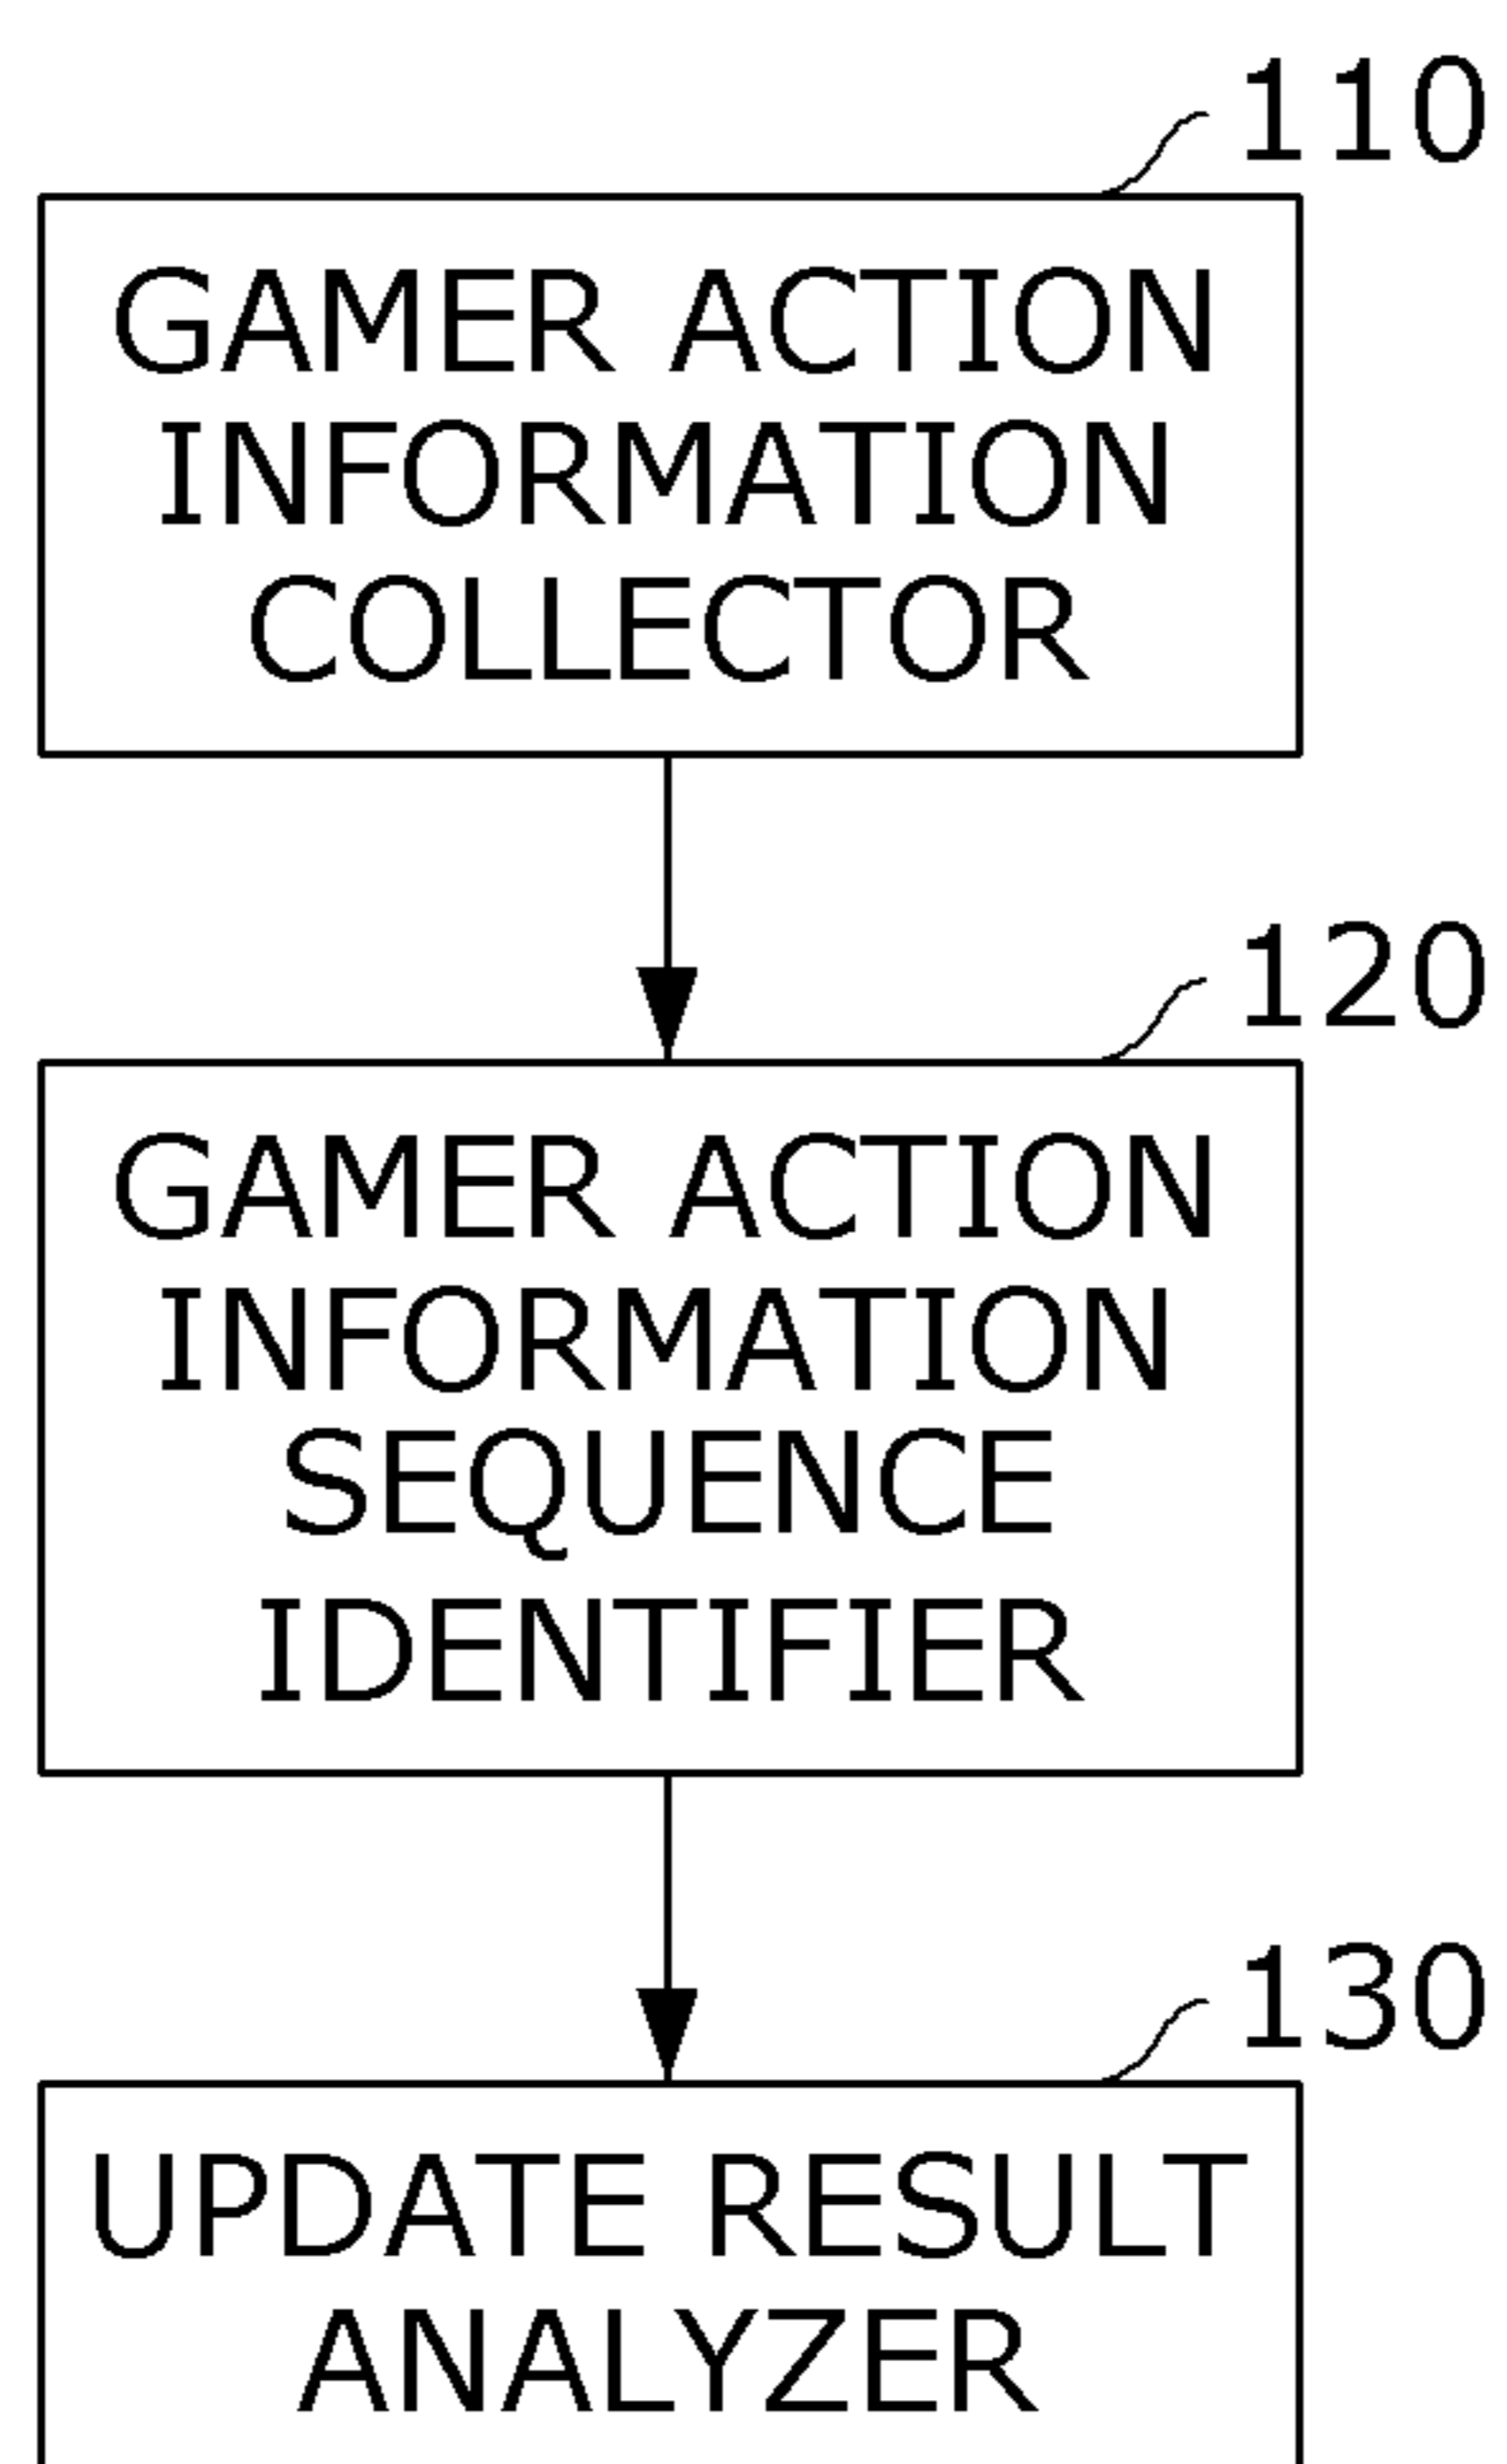 110
GAMER ACTION
INFORMATION
COLLECTOR
120
GAMER ACTION
INFORMATION
SEQUENCE
IDENTIFIER
130
UPDATE RESULT
ANALYZER